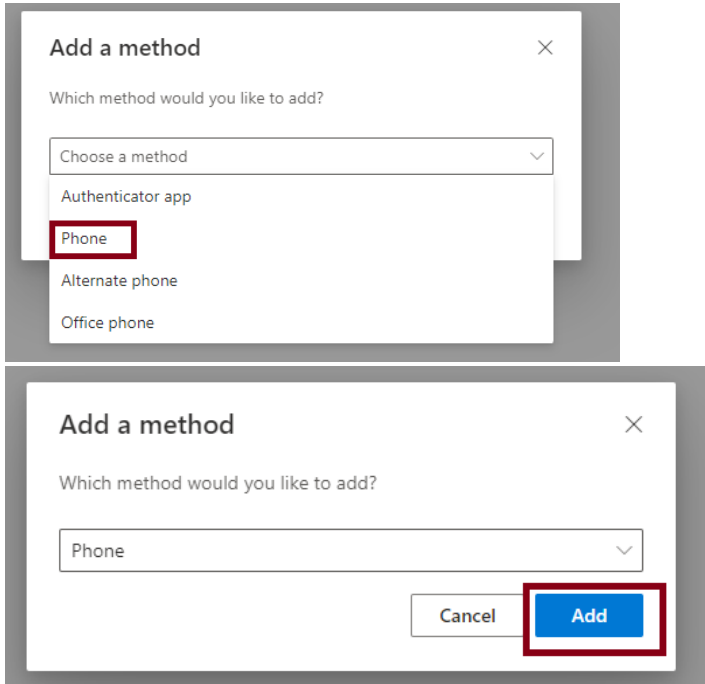 Add a method
Which method would you like to add?
Choose a method
Authenticator app
Phone
Alternate phone
Office phone
Add a method
Which method would you like to add?
Phone
Cancel Add